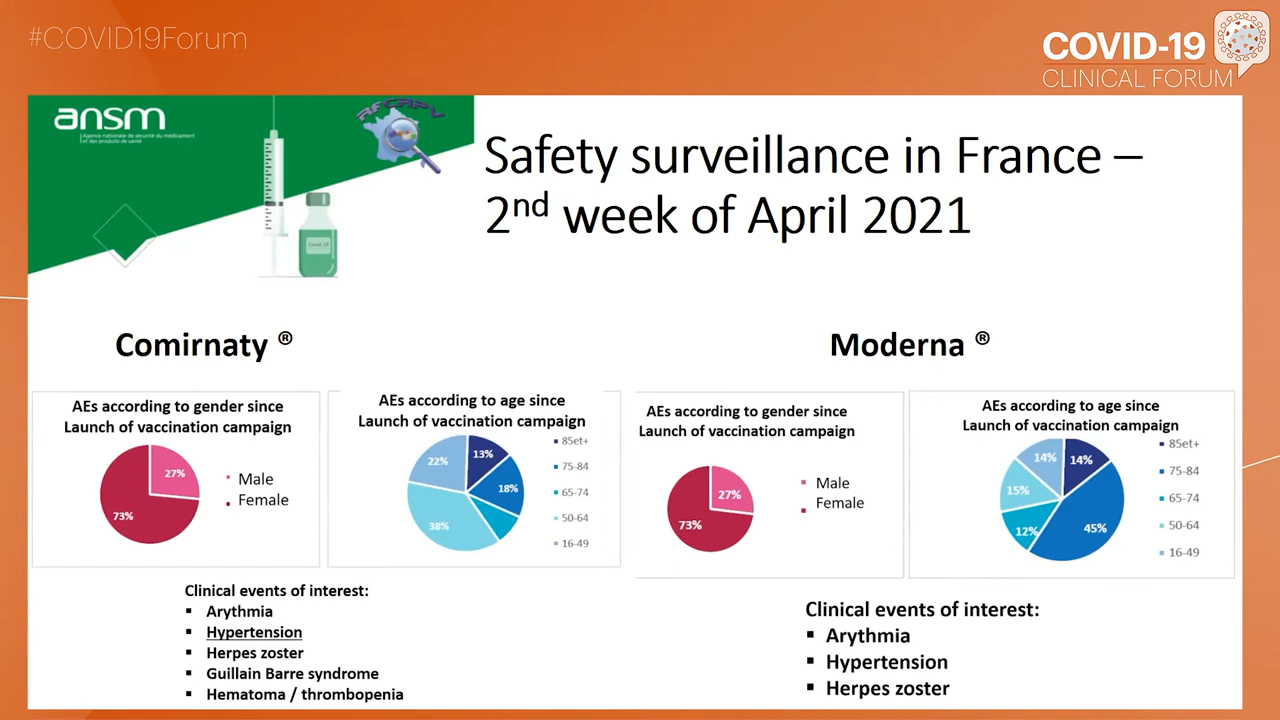 #COVID19Forum
COVID-19
CLINICAL FORUM
ansm
Agence nationale de sécurité du médicament
et des produits de santé
RFCRPV
Covid 19
Safety surveillance in France –
2nd week of April 2021
Comirnaty ®
AEs according to gender since
Launch of vaccination campaign
27%
73%
Male
Female
AEs according to age since
Launch of vaccination campaign
13%
18%
38%
22%
85et+
75-84
65-74
50-64
16-49
Clinical events of interest:
▪ Arythmia
▪ Hypertension
▪ Herpes zoster
▪ Guillain Barre syndrome
▪ Hematoma / thrombopenia
Moderna ®
AEs according to gender since
Launch of vaccination campaign
27%
73%
Male
Female
AEs according to age since
Launch of vaccination campaign
14%
14%
15%
12%
45%
85et+
75-84
65-74
50-64
16-49
Clinical events of interest:
▪ Arythmia
▪ Hypertension
▪ Herpes zoster